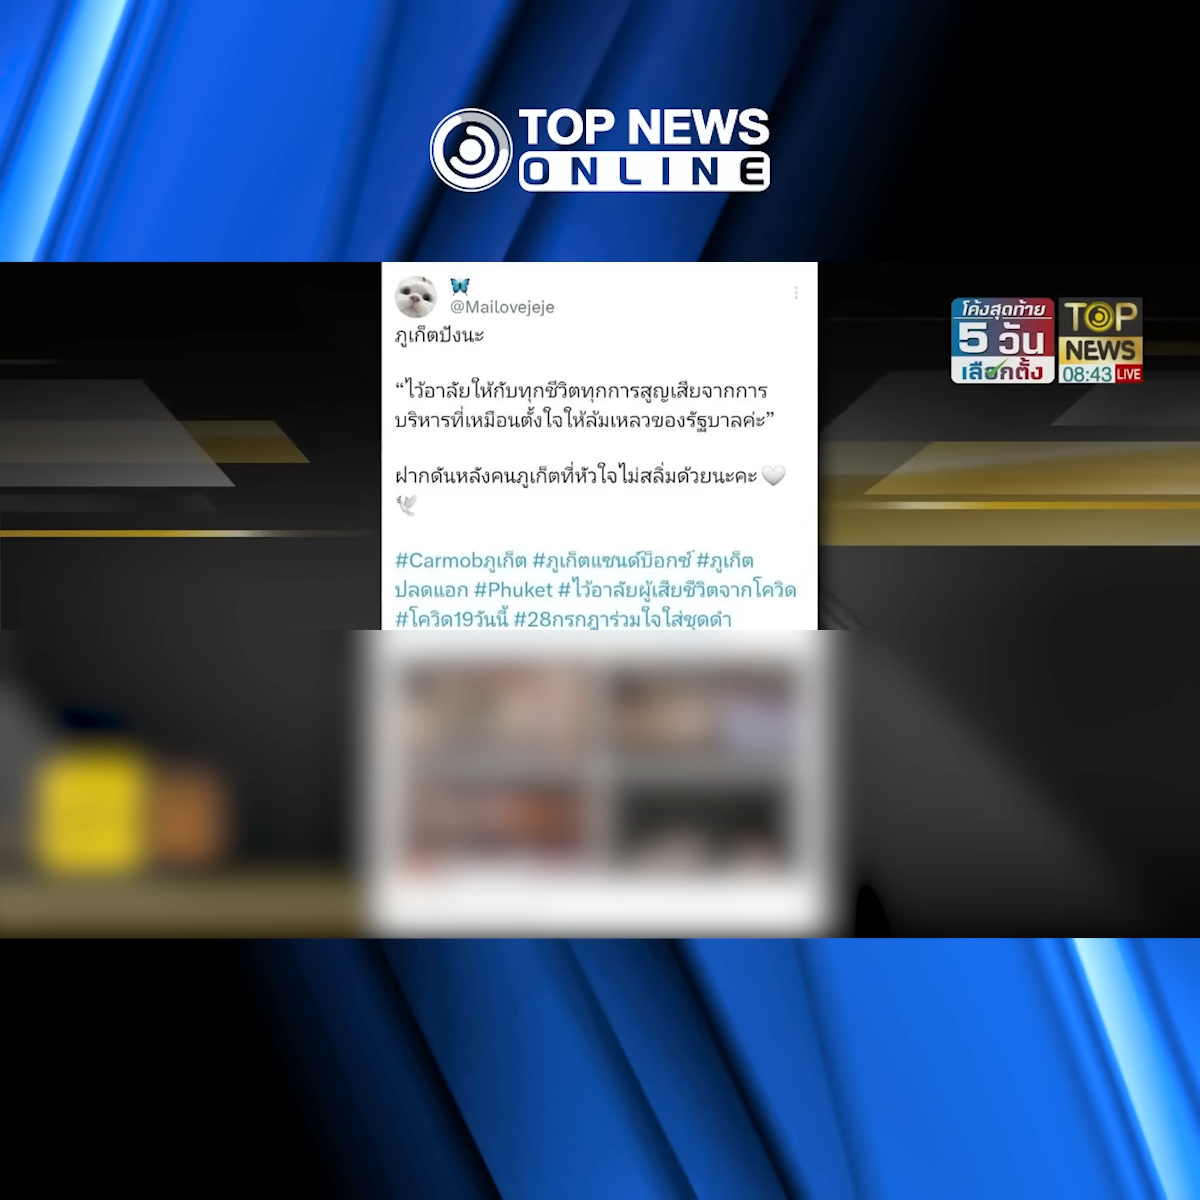 TOP NEWS
ONLINE
@Mailovejeje
ภูเก็ตปังนะ
“ไว้อาลัยให้กับทุกชีวิตทุกการสูญเสียจากการ
บริหารที่เหมือนตั้งใจให้ล้มเหลวของรัฐบาลค่ะ”
ฝากดันหลังคนภูเก็ตที่หัวใจไม่สลิ่มด้วยนะคะ
#Carmobภูเก็ต #ภูเก็ตแซนด์บ็อกซ์ #ภูเก็ต
ปลดแอก #Phuket #ไว้อาลัยผู้เสียชีวิตจากโควิด
#โควิด19วันนี้ #28กรกฎาร่วมใจใส่ชุดดำ
โค้งสุดท้าย
5 วัน
เลือกตั้ง
TOP
NEWS
08:43 LIVE